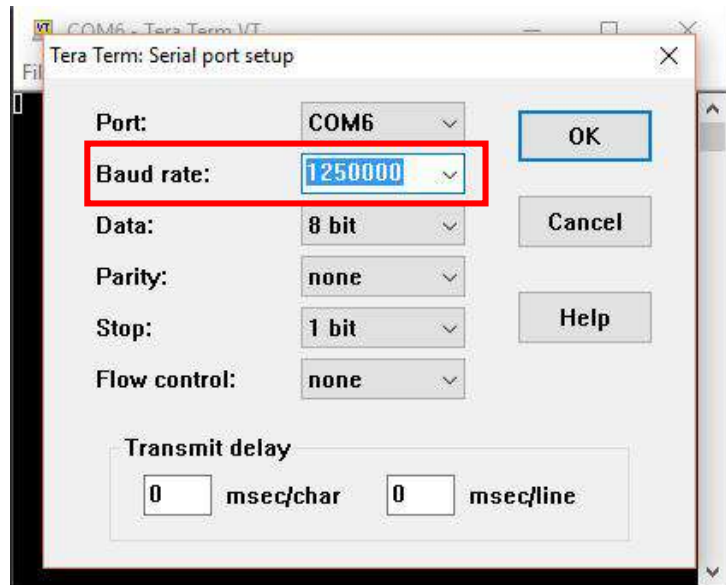 COM6 - Tera Term VT
Fil
Tera Term: Serial port setup
Port: COM6 OK
Baud rate: 1250000
Data: 8 bit Cancel
Parity: none
Stop: 1 bit Help
Flow control: none
Transmit delay
0 msec/char 0 msec/line